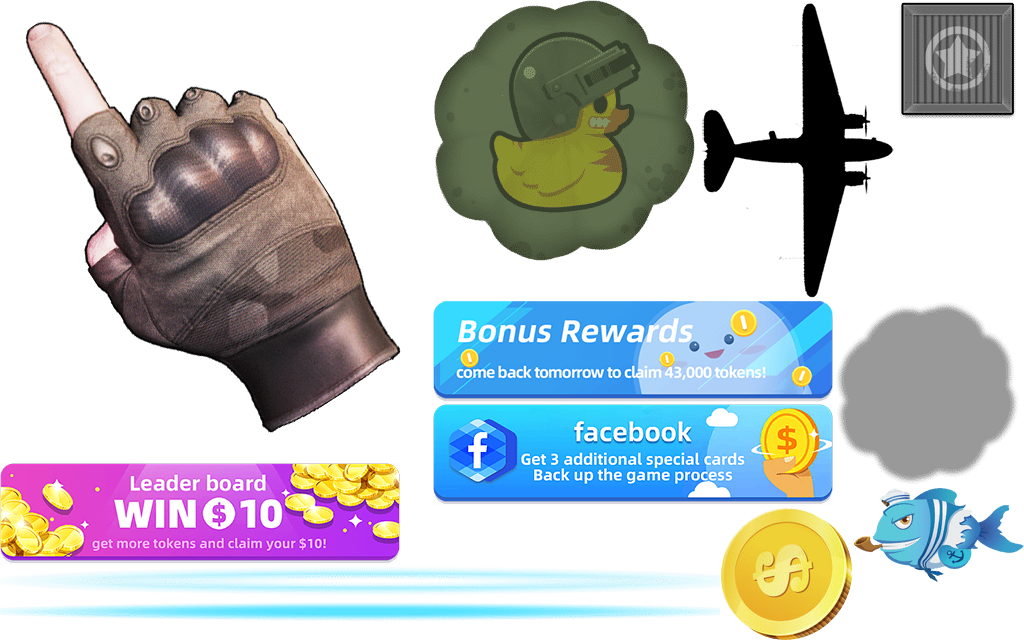 Bonus Rewards
come back tomorrow to claim 43,000 tokens!
f
facebook
$
Get 3 additional special cards
Back up the game process
Leader board
WIN $ 10
get more tokens and claim your $10!
$